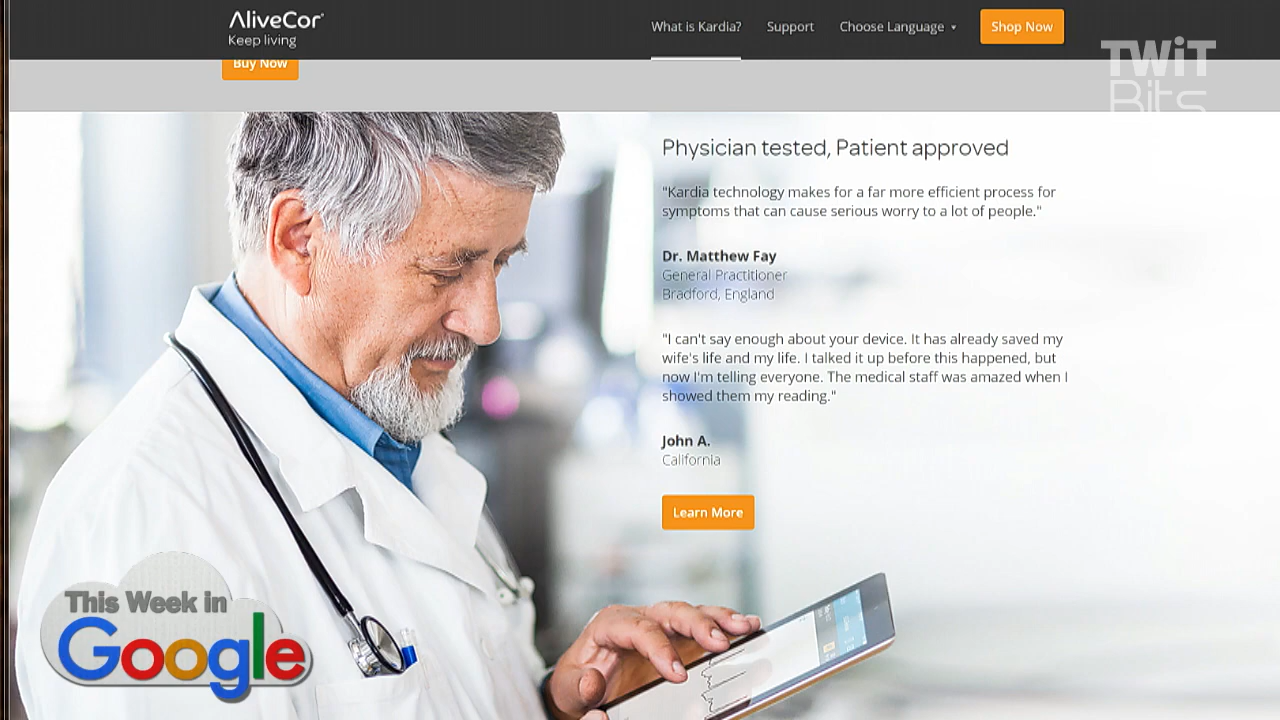 AliveCor®
Keep living
What is Kardia?
Support
Choose Language
Shop Now
TWiT
Bits
Buy Now
Physician tested, Patient approved
"Kardia technology makes for a far more efficient process for
symptoms that can cause serious worry to a lot of people."
Dr. Matthew Fay
General Practitioner
Bradford, England
"I can't say enough about your device. It has already saved my
wife's life and my life. I talked it up before this happened, but
now I'm telling everyone. The medical staff was amazed when I
showed them my reading."
John A.
California
Learn More
This Week in
Google